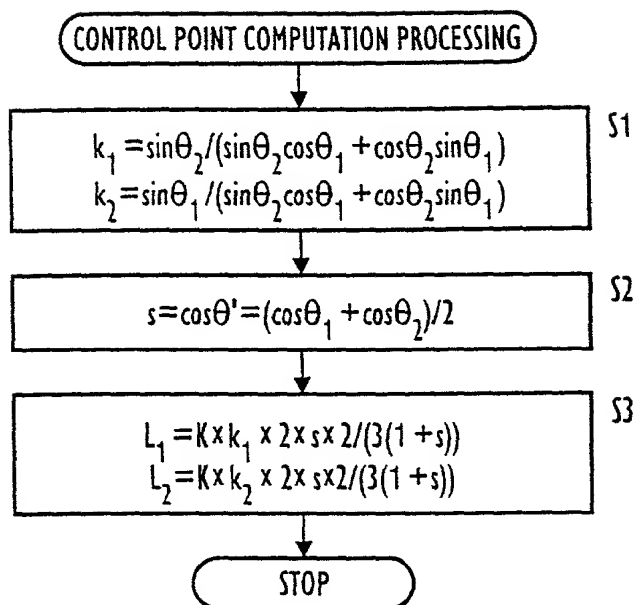 CONTROL POINT COMPUTATION PROCESSING
S1
k₁=sinθ₂/(sinθ₂cosθ₁+cosθ₂sinθ₁)
k₂=sinθ₁/(sinθ₂cosθ₁+cosθ₂sinθ₁)
S2
s=cosθ'=(cosθ₁+cosθ₂)/2
S3
L₁=K×k₁×2×s×2/(3(1+s))
L₂=K×k₂×2×s×2/(3(1+s))
STOP